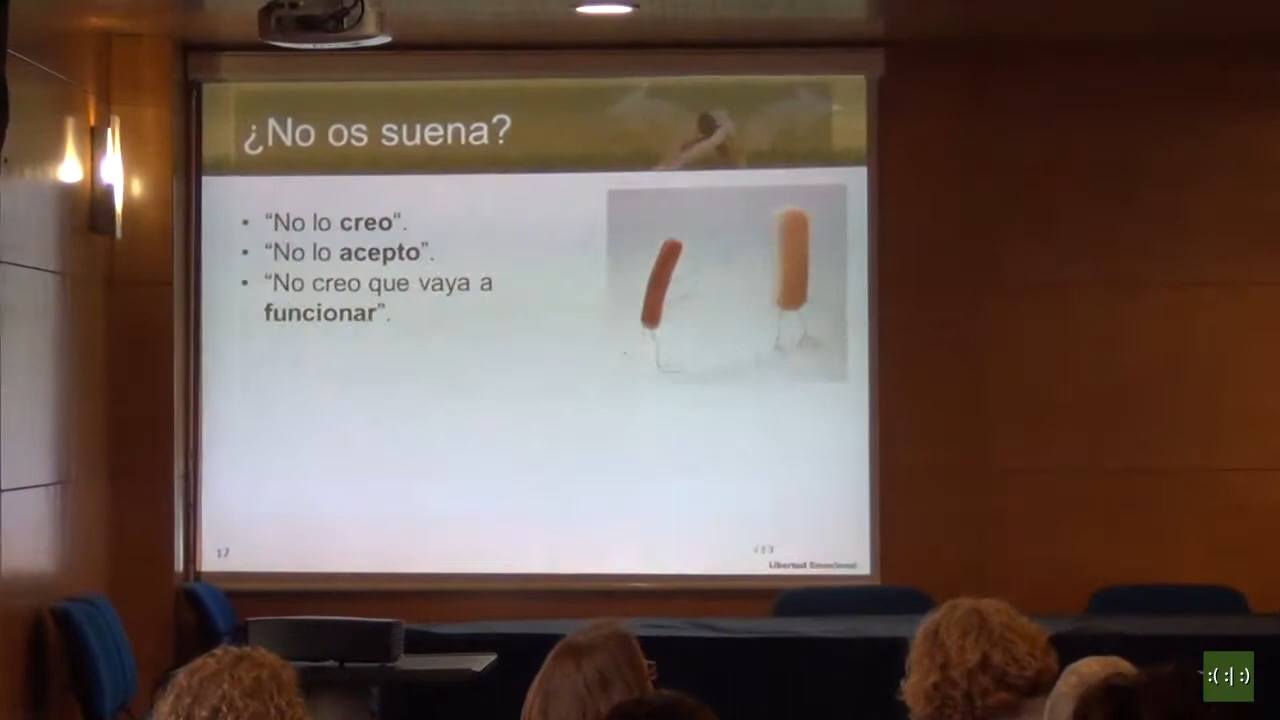 ¿No os suena?
• “No lo creo“.
• “No lo acepto”.
• “No creo que vaya a
funcionar”.
17
Libertad Emocional
:( :| :)